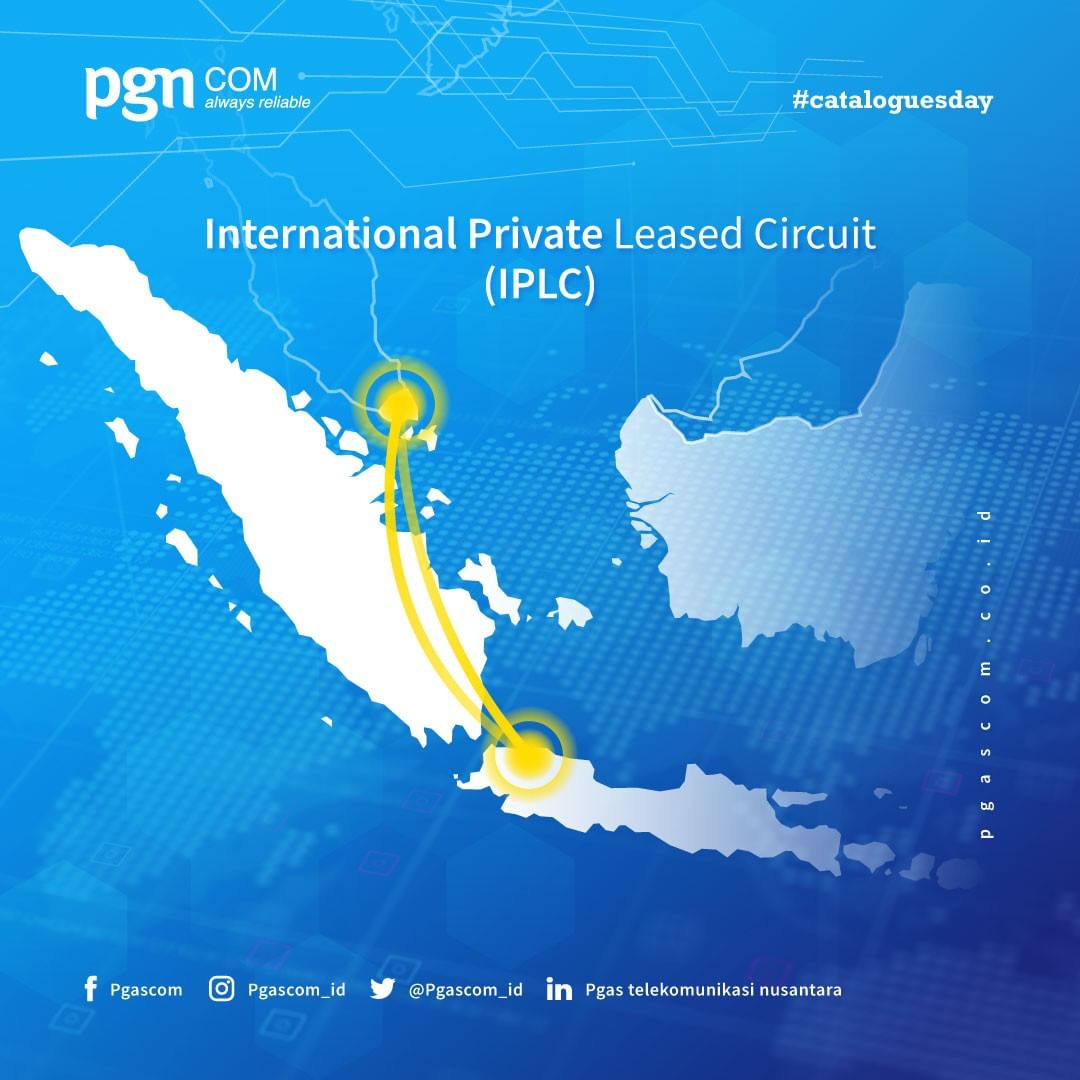 pgn COM
always reliable
#cataloguesday
International Private Leased Circuit
(IPLC)
pgascom.co.id
Pgascom
Pgascom_id
@Pgascom_id
Pgas telekomunikasi nusantara